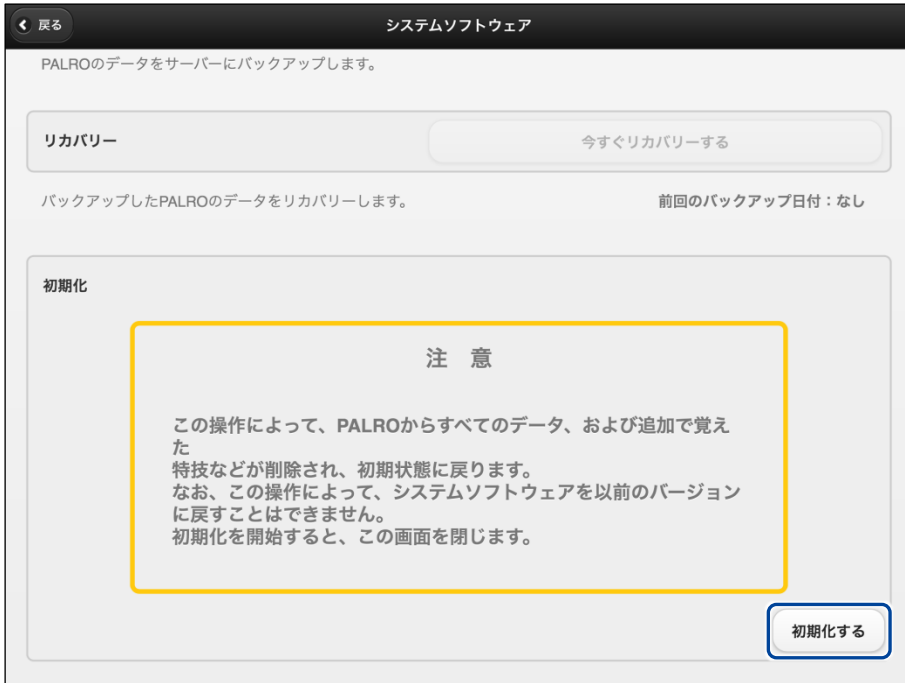 戻る
システムソフトウェア
PALROのデータをサーバーにバックアップします。
リカバリー
今すぐリカバリーする
バックアップしたPALROのデータをリカバリーします。
前回のバックアップ日付：なし
初期化
注　意
この操作によって、PALROからすべてのデータ、および追加で覚え
た
特技などが削除され、初期状態に戻ります。
なお、この操作によって、システムソフトウェアを以前のバージョン
に戻すことはできません。
初期化を開始すると、この画面を閉じます。
初期化する